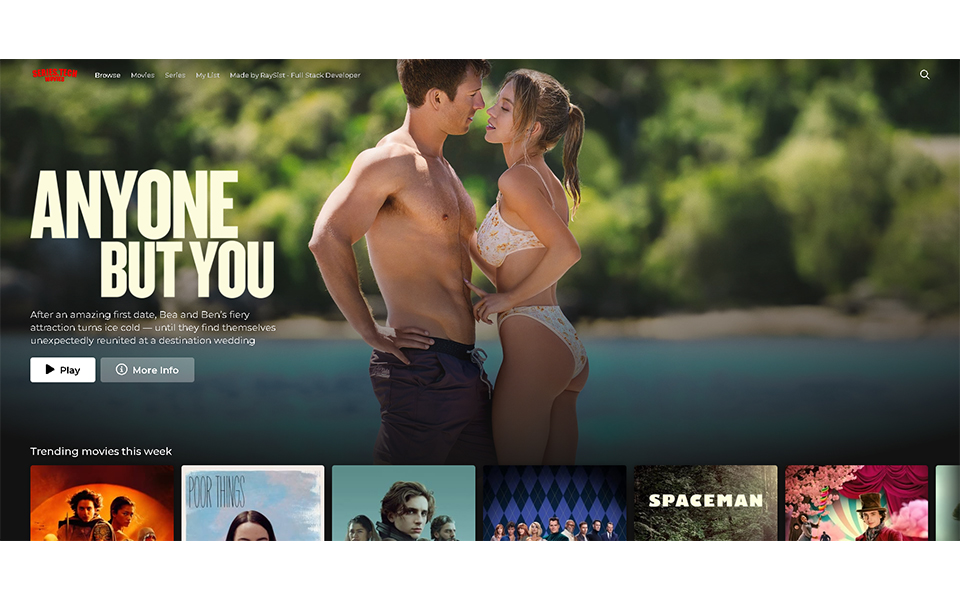 Browse
Movies
Series
My List
Made by RaySist - Full Stack Developer
ANYONE
BUT YOU
After an amazing first date, Bea and Ben's fiery
attraction turns ice cold — until they find themselves
unexpectedly reunited at a destination wedding
Play
More Info
Trending movies this week
POOR THINGS
SPACEMAN